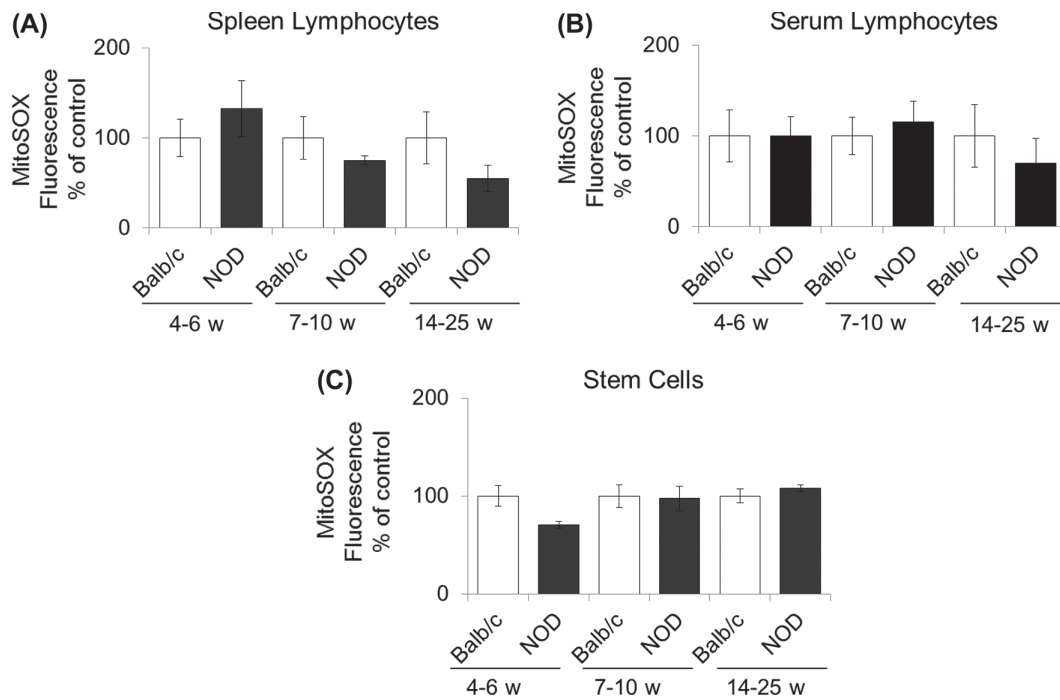 (A) Spleen Lymphocytes
MitoSOX
Fluorescence
% of control
200
100
0
Balb/c
NOD
Balb/c
NOD
Balb/c
NOD
4-6 w
7-10 w
14-25 w
(B) Serum Lymphocytes
MitoSOX
Fluorescence
% of control
200
100
0
Balb/c
NOD
Balb/c
NOD
Balb/c
NOD
4-6 w
7-10 w
14-25 w
(C) Stem Cells
MitoSOX
Fluorescence
% of control
200
100
0
Balb/c
NOD
Balb/c
NOD
Balb/c
NOD
4-6 w
7-10 w
14-25 w